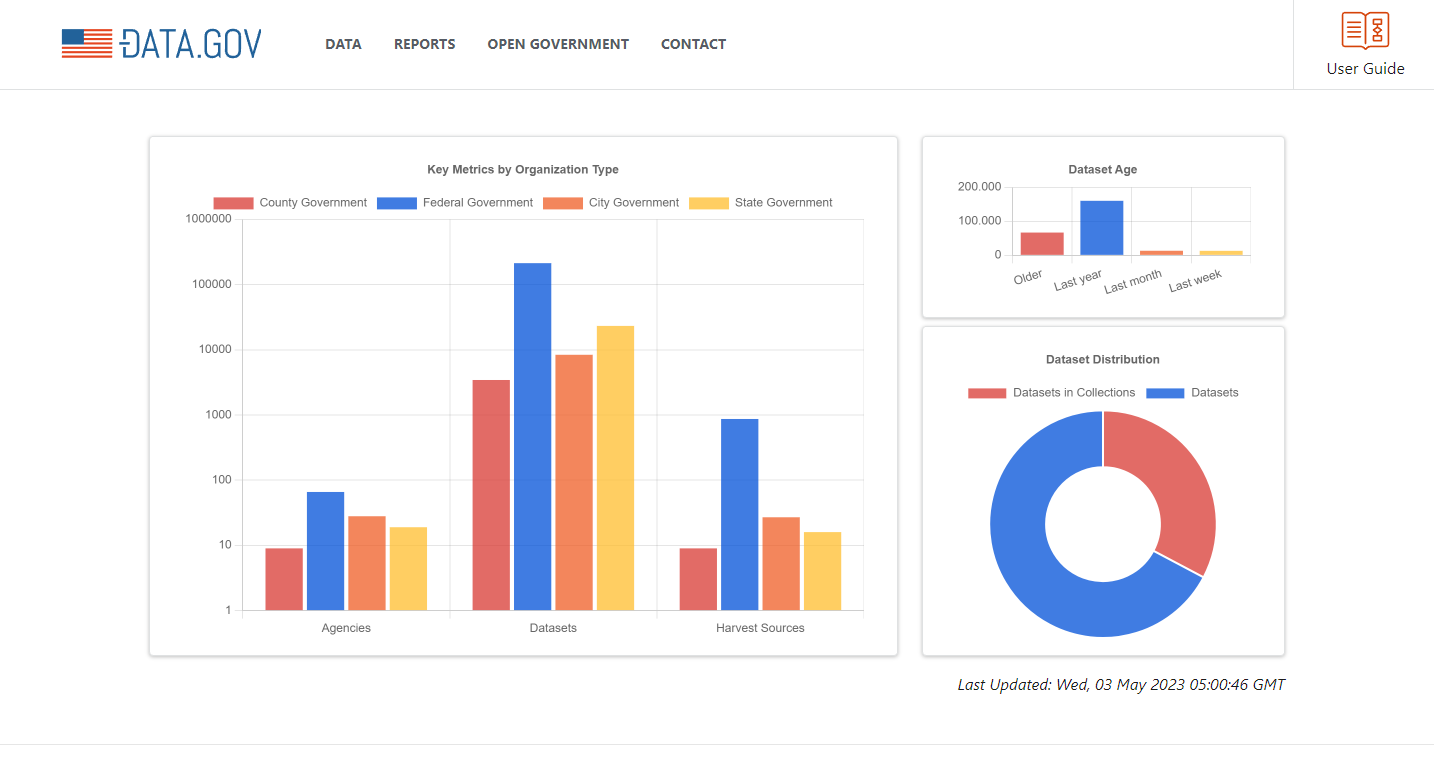 DATA.GOV
DATA REPORTS OPEN GOVERNMENT CONTACT
User Guide
Key Metrics by Organization Type
County Government Federal Government City Government State Government
1000000
100000
10000
1000
100
10
1
Agencies Datasets Harvest Sources
Dataset Age
200.000
100.000
0
Older Last year Last month Last week
Dataset Distribution
Datasets in Collections Datasets
Last Updated: Wed, 03 May 2023 05:00:46 GMT